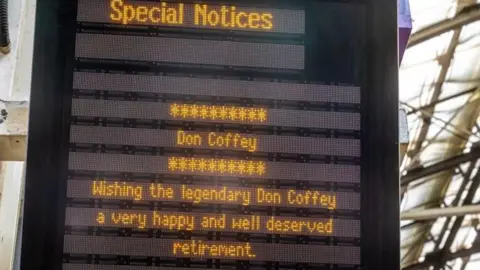 Special Notices
**********
Don Coffey
**********
Wishing the legendary Don Coffey
a very happy and well deserved
retirement.